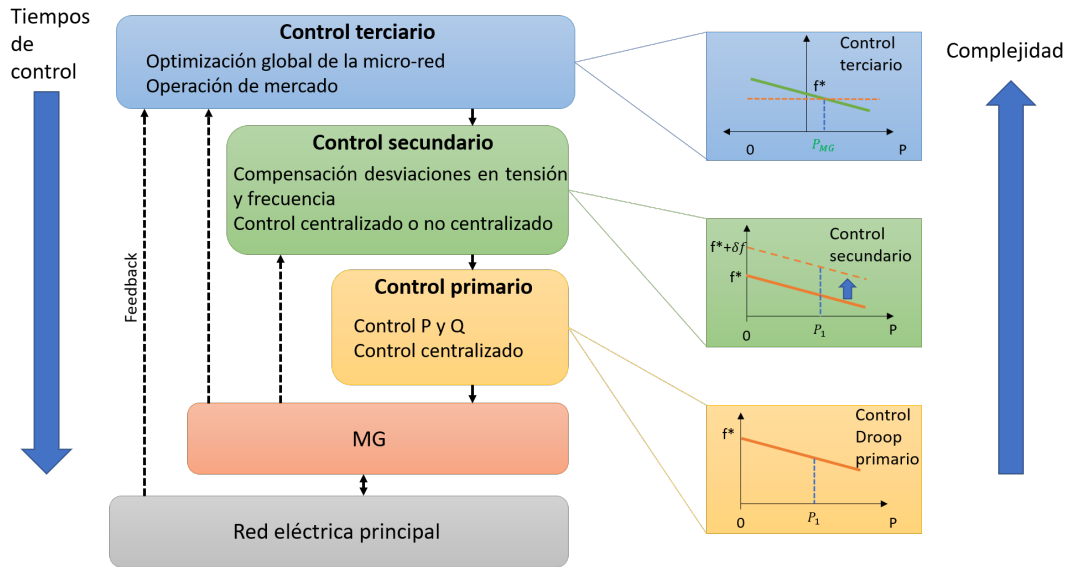 Tiempos
de
control
Control terciario
Optimización global de la micro-red
Operación de mercado
Control secundario
Compensación desviaciones en tensión
y frecuencia
Control centralizado o no centralizado
Feedback
Control primario
Control P y Q
Control centralizado
MG
Red eléctrica principal
Control
terciario
f*
0
P_MG
P
Control
secundario
f*+δf
f*
0
P_1
P
Control
Droop
primario
f*
0
P_1
P
Complejidad